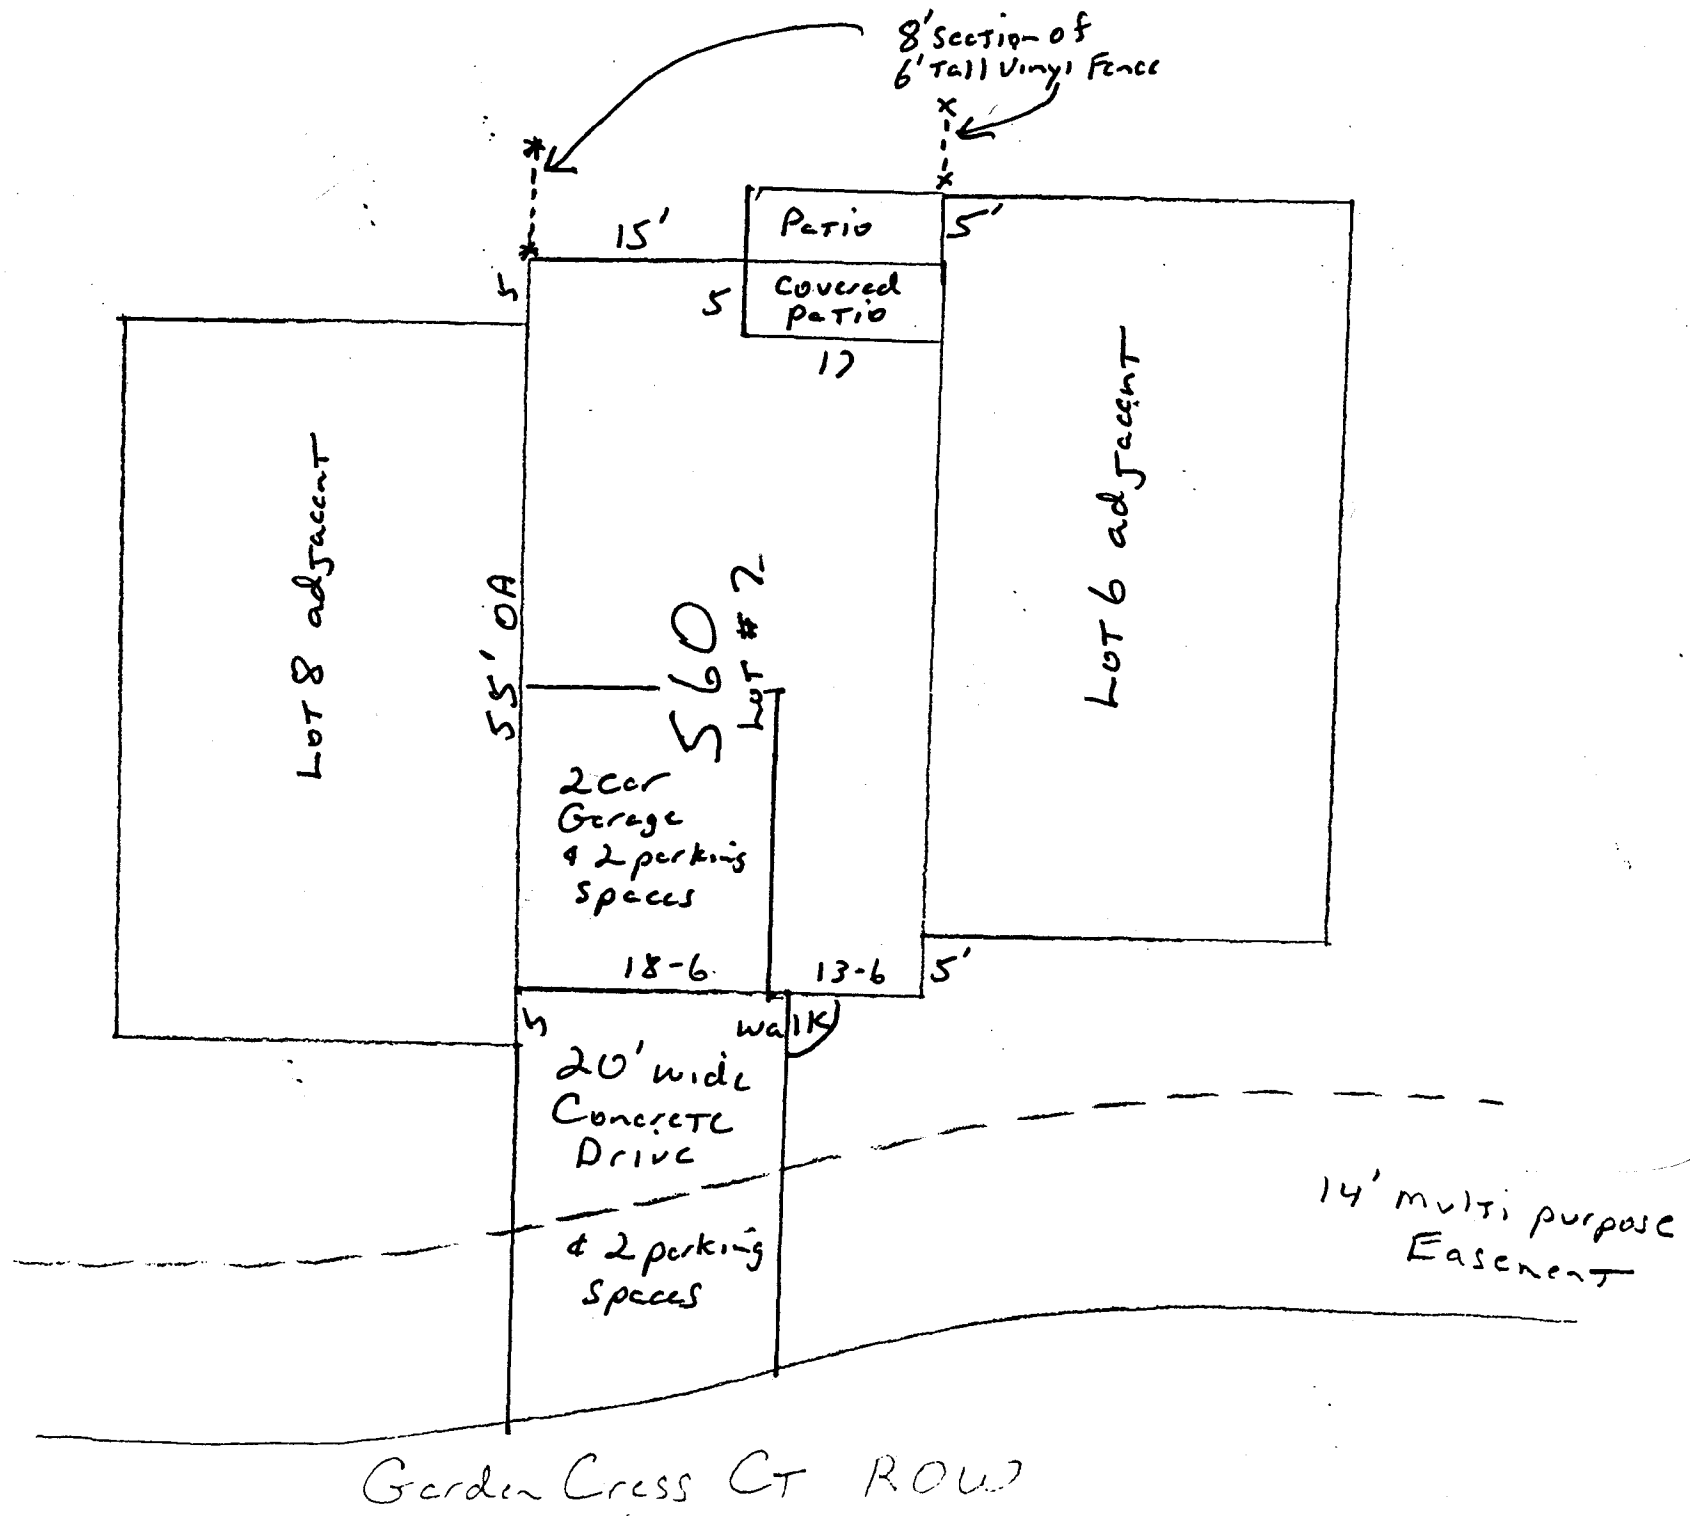 8' Section of
6' Tall Vinyl Fence
15'
Patio
5'
5
5
Covered
Patio
17
Lot 8 adjacent
55' OA
560
Lot # 7
Lot 6 adjacent
2 car
Garage
& 2 parking
Spaces
18-6
13-6
5'
5
walk
20' wide
Concrete
Drive
& 2 parking
Spaces
14' multi purpose
Easement
Garden Cress CT ROW